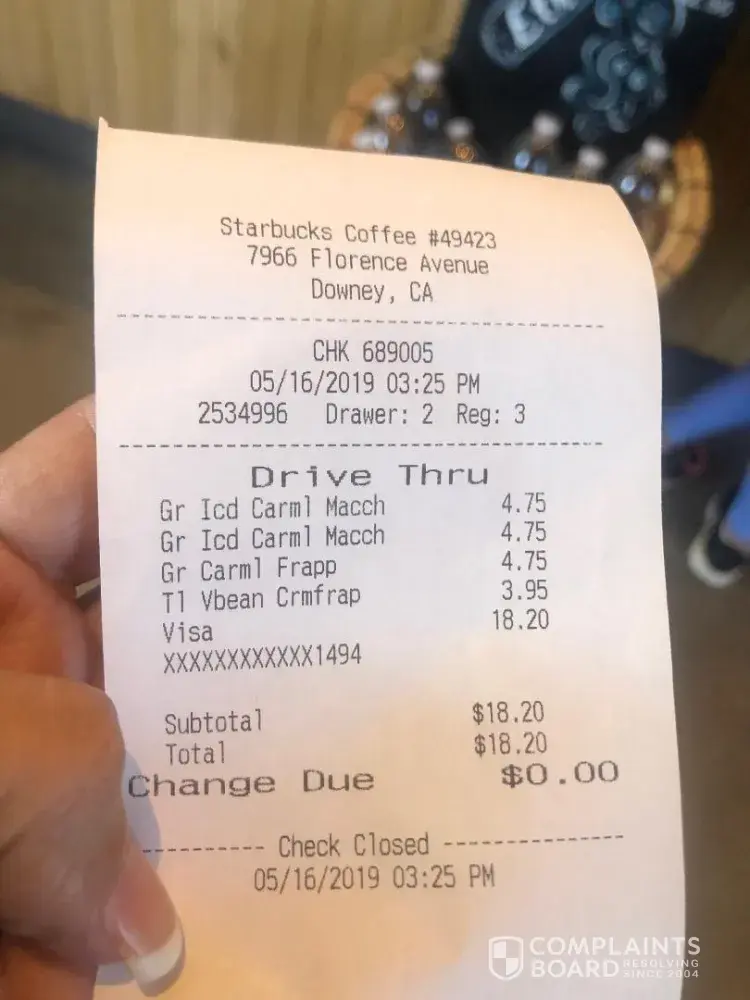 Starbucks Coffee #49423
7966 Florence Avenue
Downey, CA
CHK 689005
05/16/2019 03:25 PM
2534996 Drawer: 2 Reg: 3
Drive Thru
Gr Icd Carml Macch 4.75
Gr Icd Carml Macch 4.75
Gr Carml Frapp 4.75
Tl Vbean Crmfrap 3.95
Visa 18.20
XXXXXXXXXXXX1494
Subtotal $18.20
Total $18.20
Change Due $0.00
Check Closed
05/16/2019 03:25 PM
COMPLAINTS
BOARD RESOLVING
SINCE 2004